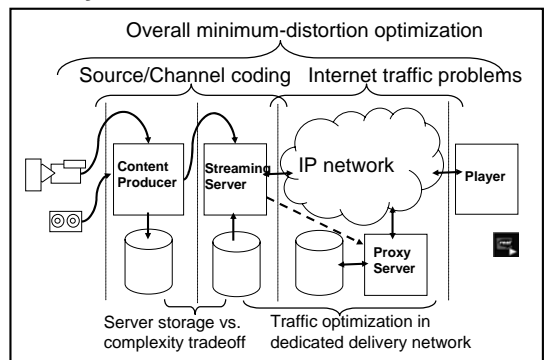 Overall minimum-distortion optimization
Source/Channel coding
Internet traffic problems
Content
Producer
Streaming
Server
IP network
Player
Proxy
Server
Server storage vs.
complexity tradeoff
Traffic optimization in
dedicated delivery network